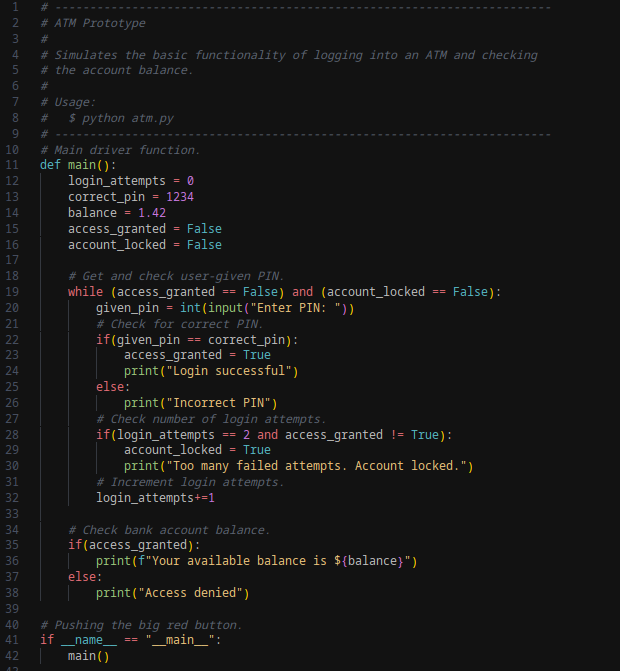 1 # -----------------------------------------------------------------------
2 # ATM Prototype
3 #
4 # Simulates the basic functionality of logging into an ATM and checking
5 # the account balance.
6 #
7 # Usage:
8 #   $ python atm.py
9 # -----------------------------------------------------------------------
10 # Main driver function.
11 def main():
12     login_attempts = 0
13     correct_pin = 1234
14     balance = 1.42
15     access_granted = False
16     account_locked = False
17
18     # Get and check user-given PIN.
19     while (access_granted == False) and (account_locked == False):
20         given_pin = int(input("Enter PIN: "))
21         # Check for correct PIN.
22         if(given_pin == correct_pin):
23             access_granted = True
24             print("Login successful")
25         else:
26             print("Incorrect PIN")
27         # Check number of login attempts.
28         if(login_attempts == 2 and access_granted != True):
29             account_locked = True
30             print("Too many failed attempts. Account locked.")
31         # Increment login attempts.
32         login_attempts+=1
33
34     # Check bank account balance.
35     if(access_granted):
36         print(f"Your available balance is ${balance}")
37     else:
38         print("Access denied")
39
40 # Pushing the big red button.
41 if __name__ == "__main__":
42     main()